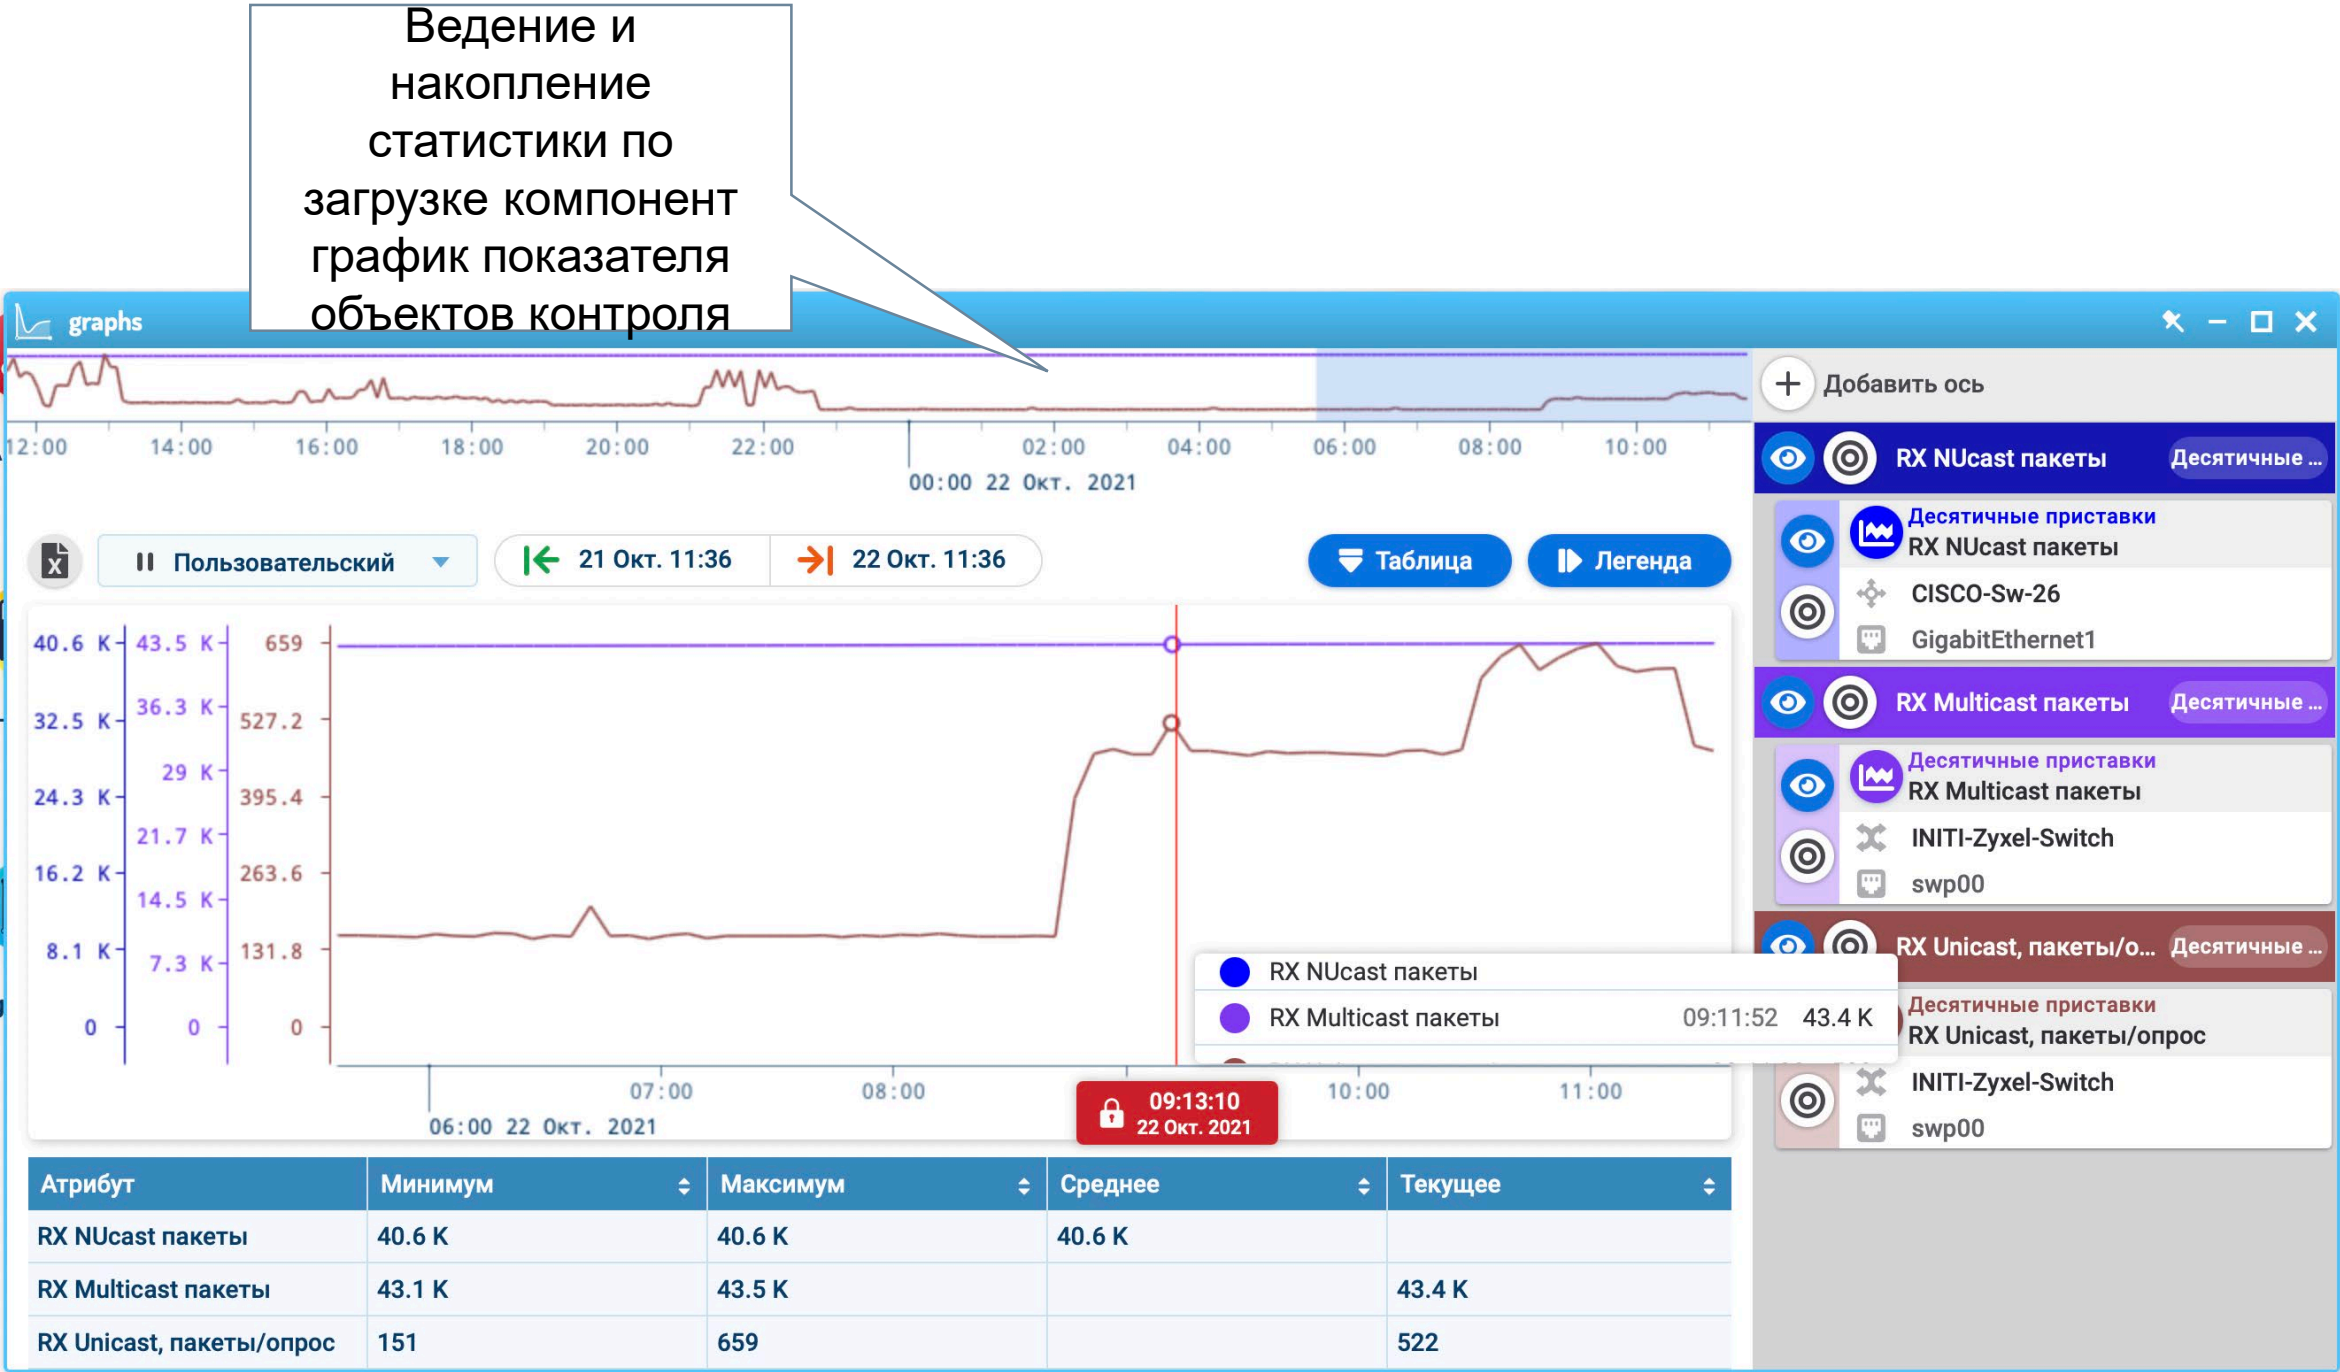 Ведение и
накопление
статистики по
загрузке компонент
график показателя
объектов контроля
graphs
12:00 14:00 16:00 18:00 20:00 22:00 02:00 04:00 06:00 08:00 10:00
00:00 22 Окт. 2021
Добавить ось
RX NUcast пакеты Десятичные ...
Десятичные приставки
RX NUcast пакеты
CISCO-Sw-26
GigabitEthernet1
RX Multicast пакеты Десятичные ...
Десятичные приставки
RX Multicast пакеты
INITI-Zyxel-Switch
swp00
RX Unicast, пакеты/о... Десятичные ...
Десятичные приставки
RX Unicast, пакеты/опрос
INITI-Zyxel-Switch
swp00
Пользовательский 21 Окт. 11:36 22 Окт. 11:36 Таблица Легенда
40.6 K 43.5 K 659
36.3 K
32.5 K 527.2
29 K
24.3 K 395.4
21.7 K
16.2 K 263.6
14.5 K
8.1 K 131.8
7.3 K
0 0 0
RX NUcast пакеты
RX Multicast пакеты 09:11:52 43.4 K
07:00 08:00 10:00 11:00
06:00 22 Окт. 2021
09:13:10
22 Окт. 2021
Атрибут Минимум Максимум Среднее Текущее
RX NUcast пакеты 40.6 K 40.6 K 40.6 K
RX Multicast пакеты 43.1 K 43.5 K 43.4 K
RX Unicast, пакеты/опрос 151 659 522